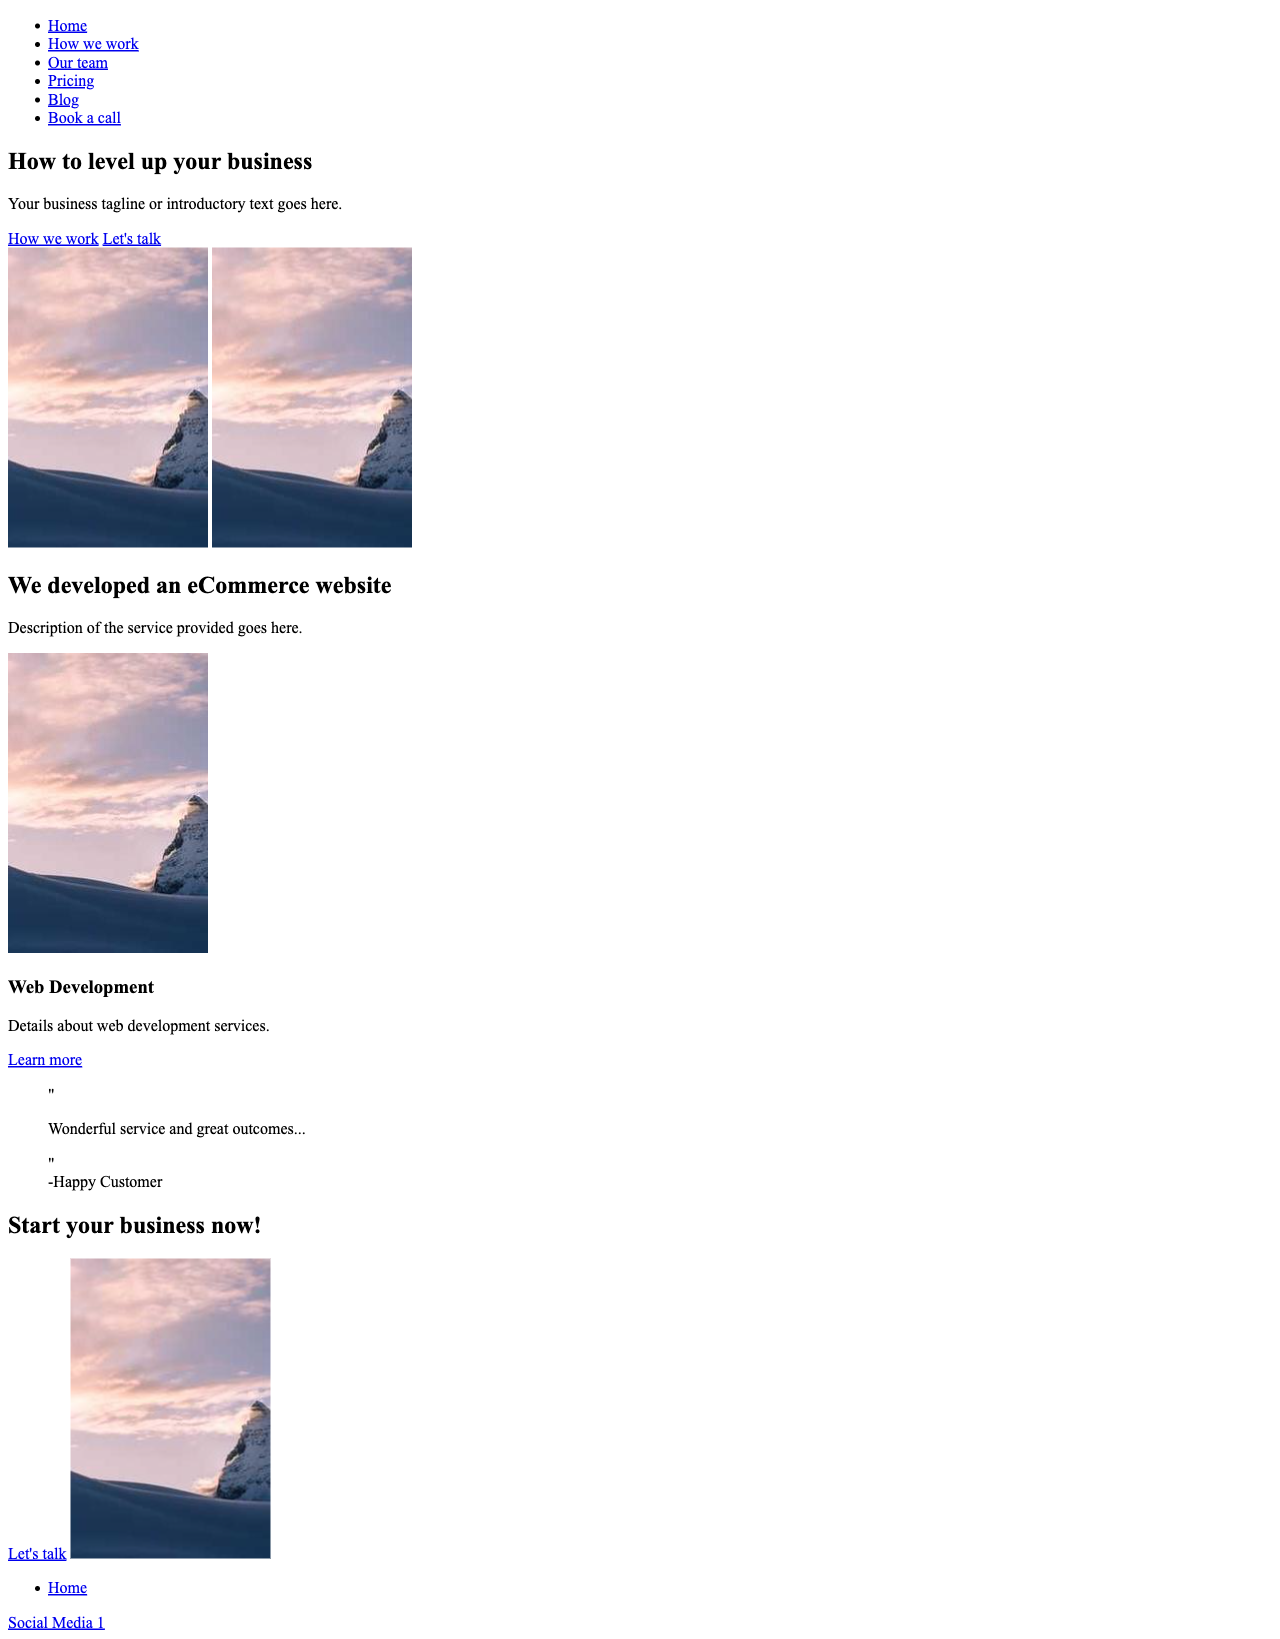 Home
How we work
Our team
Pricing
Blog
Book a call
How to level up your business
Your business tagline or introductory text goes here.
How we work Let's talk
We developed an eCommerce website
Description of the service provided goes here.
Web Development
Details about web development services.
Learn more
"
Wonderful service and great outcomes...
"
-Happy Customer
Start your business now!
Let's talk
Home
Social Media 1